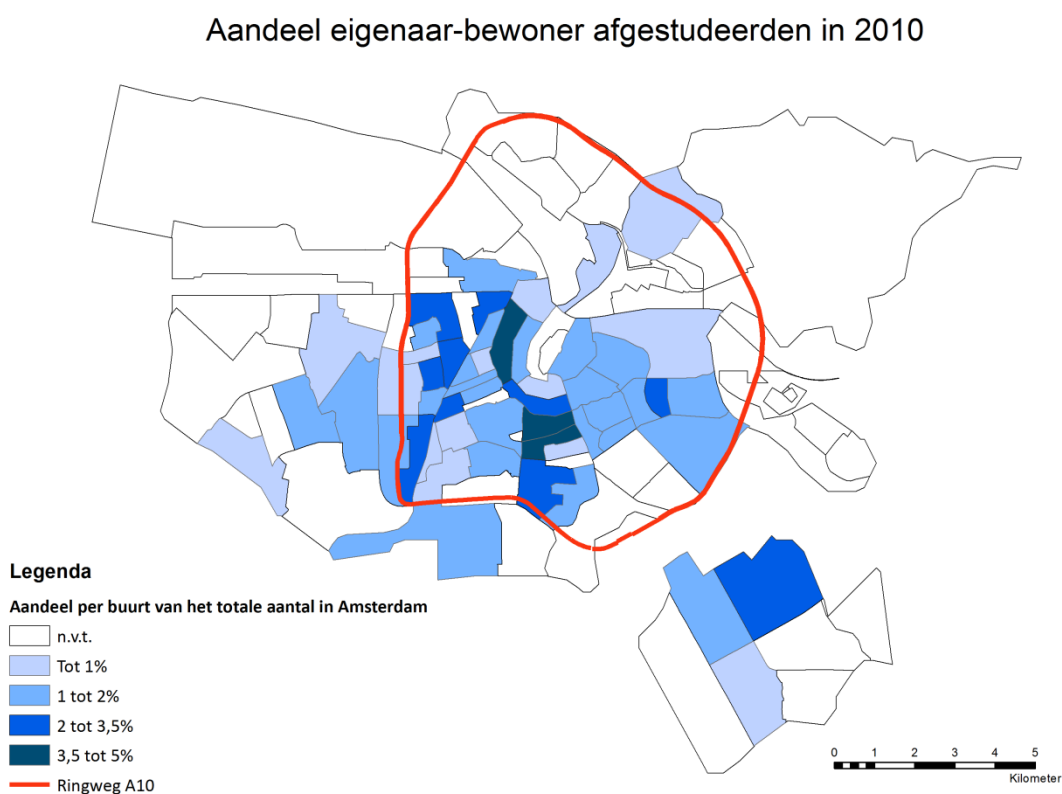 Aandeel eigenaar-bewoner afgestudeerden in 2010
Legenda
Aandeel per buurt van het totale aantal in Amsterdam
n.v.t.
Tot 1%
1 tot 2%
2 tot 3,5%
3,5 tot 5%
Ringweg A10
0 1 2 3 4 5
Kilometer